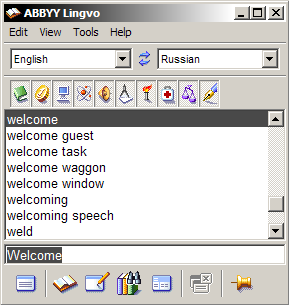 ABBYY Lingvo
Edit View Tools Help
English Russian
welcome
welcome guest
welcome task
welcome waggon
welcome window
welcoming
welcoming speech
weld
Welcome